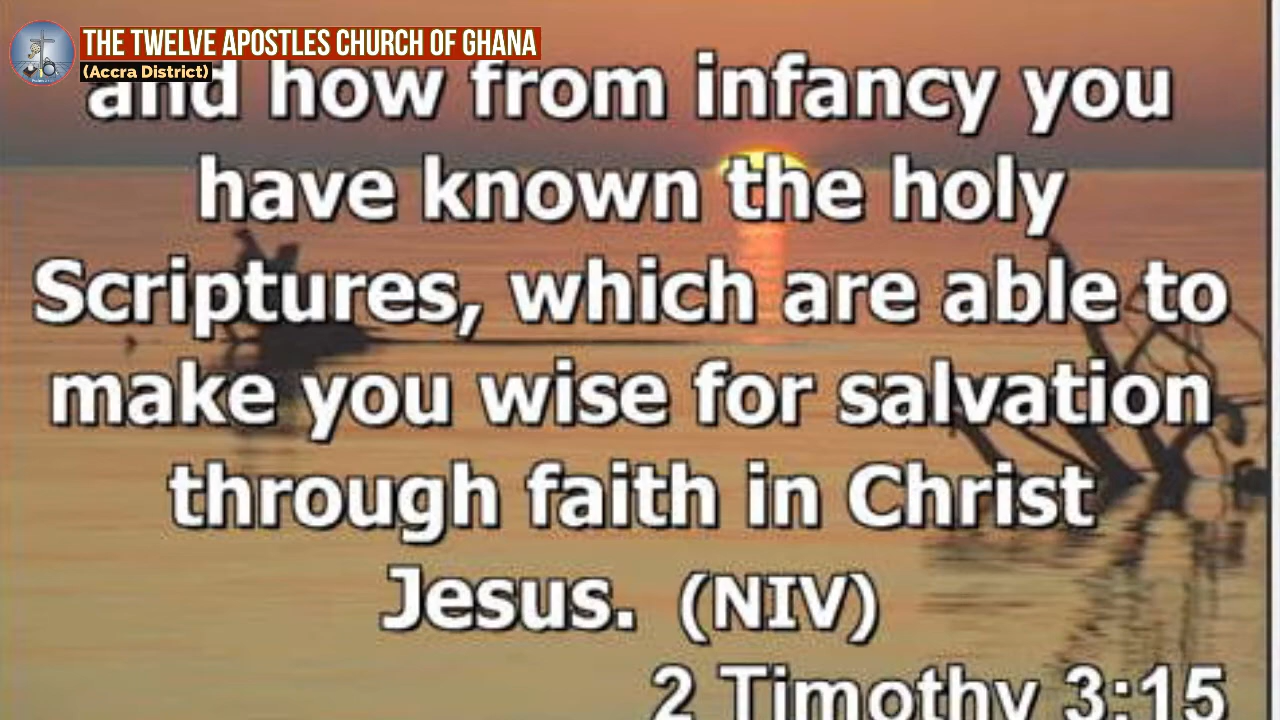 THE TWELVE APOSTLES CHURCH OF GHANA
(Accra District)
and how from infancy you
have known the holy
Scriptures, which are able to
make you wise for salvation
through faith in Christ
Jesus. (NIV)
2 Timothy 3:15